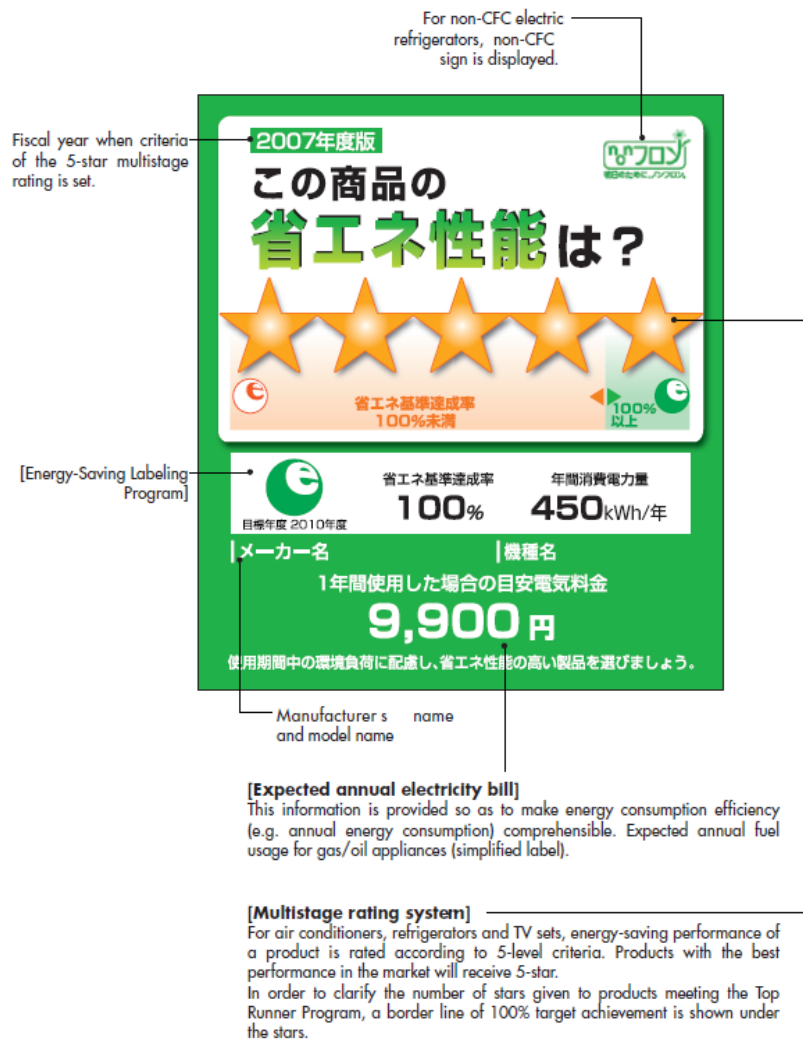 For non-CFC electric
refrigerators, non-CFC
sign is displayed.
Fiscal year when criteria
of the 5-star multistage
rating is set.
2007年度版
nonフロン
明日のために、ノンフロン。
この商品の
省エネ性能は?
e
省エネ基準達成率
100%未満
100%
以上
e
[Energy-Saving Labeling
Program]
e
目標年度 2010年度
省エネ基準達成率
100%
年間消費電力量
450kWh/年
メーカー名
機種名
1年間使用した場合の目安電気料金
9,900円
使用期間中の環境負荷に配慮し、省エネ性能の高い製品を選びましょう。
Manufacturer s name
and model name
[Expected annual electricity bill]
This information is provided so as to make energy consumption efficiency
(e.g. annual energy consumption) comprehensible. Expected annual fuel
usage for gas/oil appliances (simplified label).
[Multistage rating system]
For air conditioners, refrigerators and TV sets, energy-saving performance of
a product is rated according to 5-level criteria. Products with the best
performance in the market will receive 5-star.
In order to clarify the number of stars given to products meeting the Top
Runner Program, a border line of 100% target achievement is shown under
the stars.